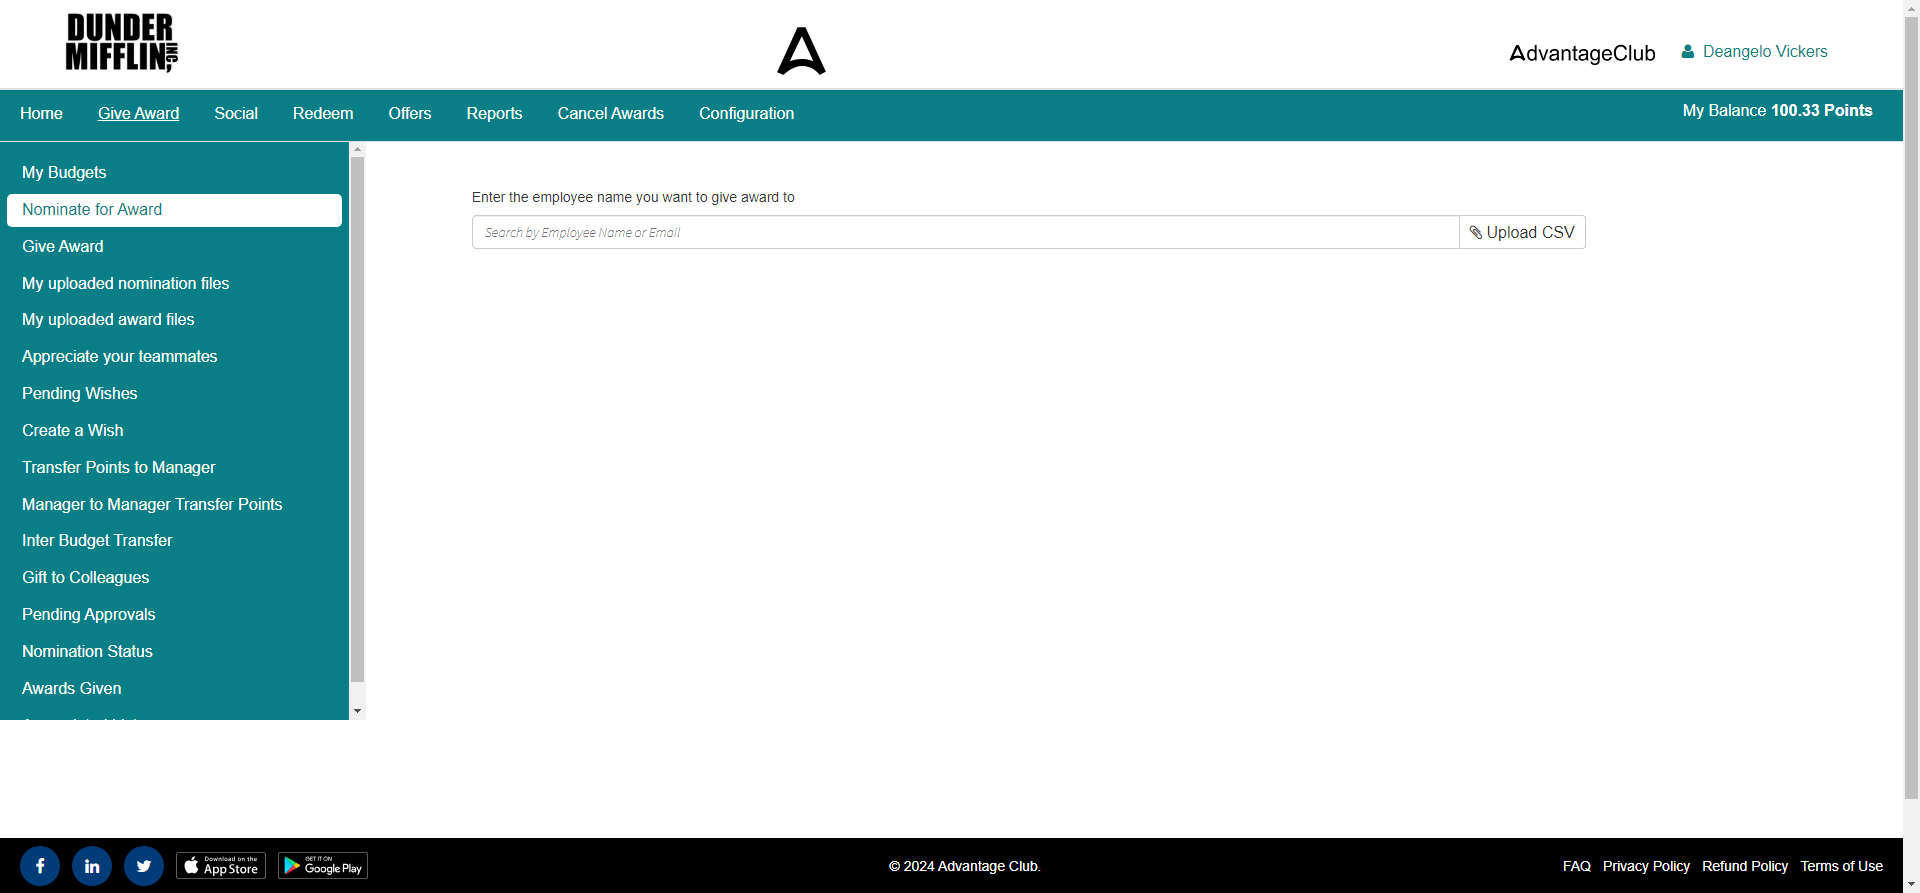 DUNDER
MIFFLIN, INC
AdvantageClub
Deangelo Vickers
Home
Give Award
Social
Redeem
Offers
Reports
Cancel Awards
Configuration
My Balance 100.33 Points
My Budgets
Nominate for Award
Give Award
My uploaded nomination files
My uploaded award files
Appreciate your teammates
Pending Wishes
Create a Wish
Transfer Points to Manager
Manager to Manager Transfer Points
Inter Budget Transfer
Gift to Colleagues
Pending Approvals
Nomination Status
Awards Given
Enter the employee name you want to give award to
Search by Employee Name or Email
Upload CSV
Download on the
App Store
GET IT ON
Google Play
© 2024 Advantage Club.
FAQ
Privacy Policy
Refund Policy
Terms of Use